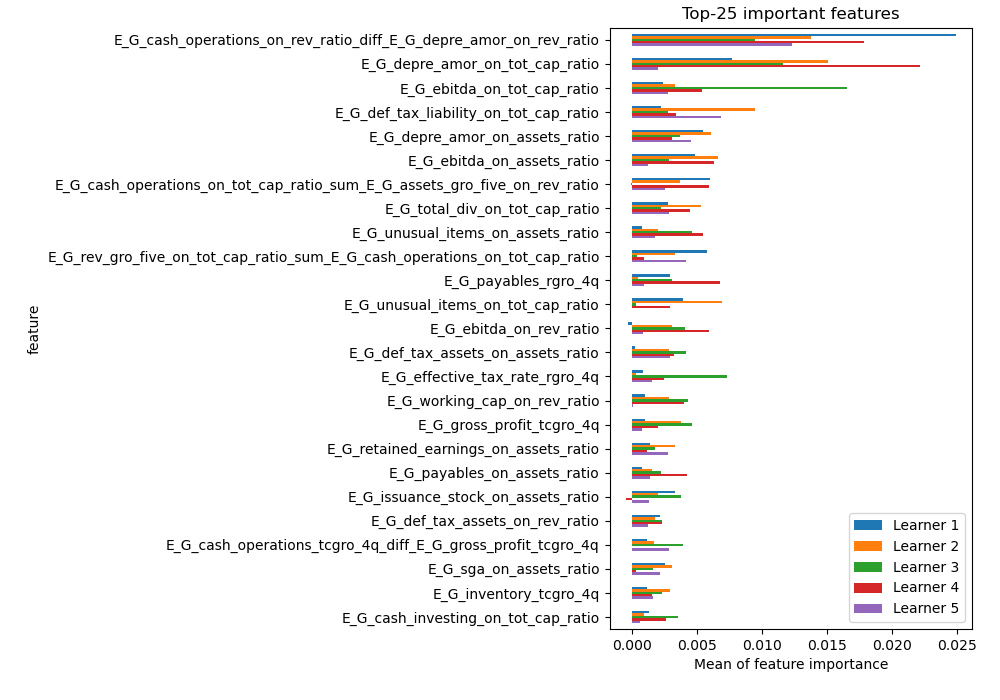 Top-25 important features
E_G_cash_operations_on_rev_ratio_diff_E_G_depre_amor_on_rev_ratio
E_G_depre_amor_on_tot_cap_ratio
E_G_ebitda_on_tot_cap_ratio
E_G_def_tax_liability_on_tot_cap_ratio
E_G_depre_amor_on_assets_ratio
E_G_ebitda_on_assets_ratio
E_G_cash_operations_on_tot_cap_ratio_sum_E_G_assets_gro_five_on_rev_ratio
E_G_total_div_on_tot_cap_ratio
E_G_unusual_items_on_assets_ratio
E_G_rev_gro_five_on_tot_cap_ratio_sum_E_G_cash_operations_on_tot_cap_ratio
E_G_payables_rgro_4q
E_G_unusual_items_on_tot_cap_ratio
E_G_ebitda_on_rev_ratio
E_G_def_tax_assets_on_assets_ratio
E_G_effective_tax_rate_rgro_4q
E_G_working_cap_on_rev_ratio
E_G_gross_profit_tcgro_4q
E_G_retained_earnings_on_assets_ratio
E_G_payables_on_assets_ratio
E_G_issuance_stock_on_assets_ratio
E_G_def_tax_assets_on_rev_ratio
E_G_cash_operations_tcgro_4q_diff_E_G_gross_profit_tcgro_4q
E_G_sga_on_assets_ratio
E_G_inventory_tcgro_4q
E_G_cash_investing_on_tot_cap_ratio
feature
Learner 1
Learner 2
Learner 3
Learner 4
Learner 5
0.000 0.005 0.010 0.015 0.020 0.025
Mean of feature importance